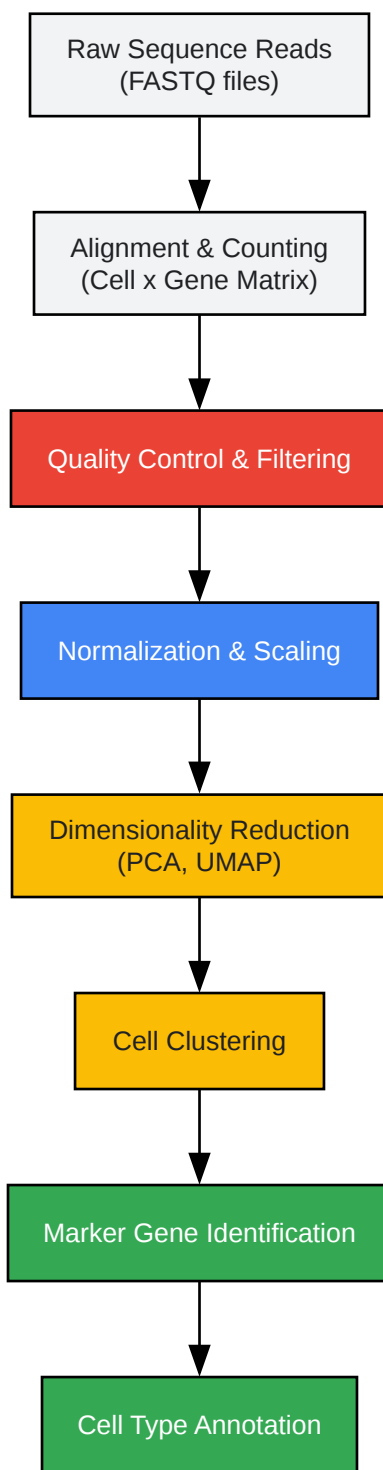 Raw Sequence Reads
(FASTQ files)
Alignment & Counting
(Cell x Gene Matrix)
Quality Control & Filtering
Normalization & Scaling
Dimensionality Reduction
(PCA, UMAP)
Cell Clustering
Marker Gene Identification
Cell Type Annotation